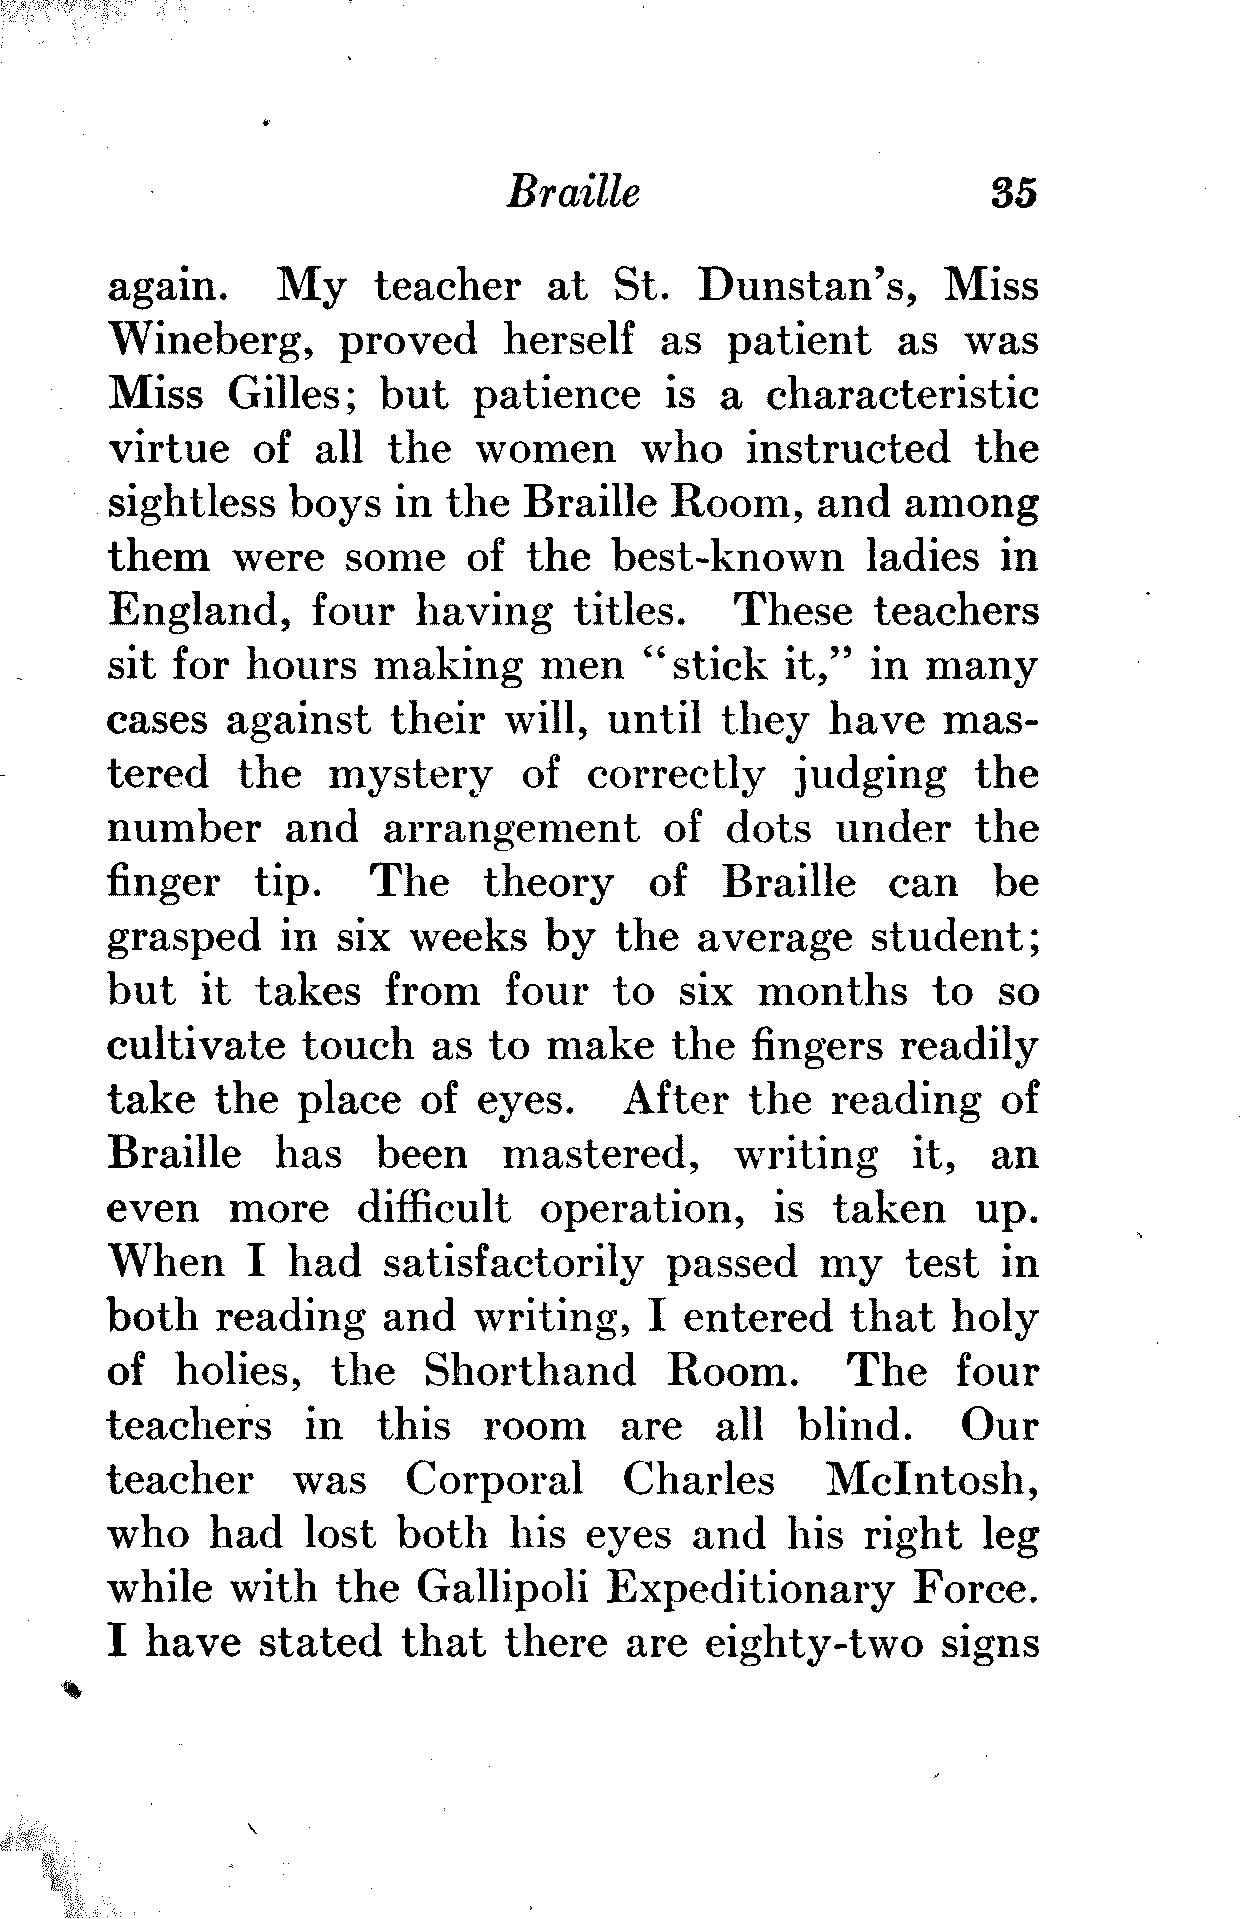 Braille 35
again. My teacher at St. Dunstan's, Miss
Wineberg, proved herself as patient as was
Miss Gilles; but patience is a characteristic
virtue of all the women who instructed the
sightless boys in the Braille Room, and among
them were some of the best-known ladies in
England, four having titles. These teachers
sit for hours making men "stick it," in many
cases against their will, until they have mas-
tered the mystery of correctly judging the
number and arrangement of dots under the
finger tip. The theory of Braille can be
grasped in six weeks by the average student;
but it takes from four to six months to so
cultivate touch as to make the fingers readily
take the place of eyes. After the reading of
Braille has been mastered, writing it, an
even more difficult operation, is taken up.
When I had satisfactorily passed my test in
both reading and writing, I entered that holy
of holies, the Shorthand Room. The four
teachers in this room are all blind. Our
teacher was Corporal Charles McIntosh,
who had lost both his eyes and his right leg
while with the Gallipoli Expeditionary Force.
I have stated that there are eighty-two signs